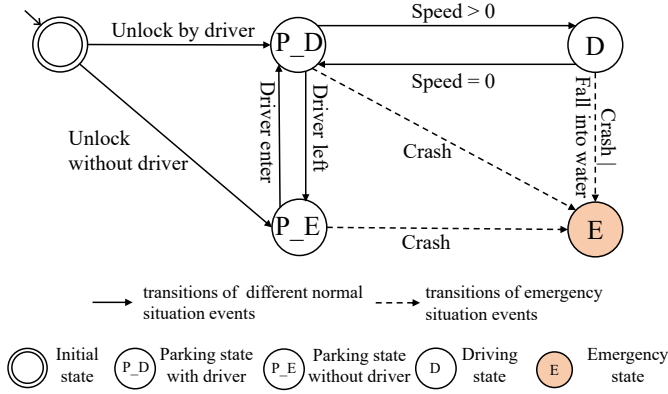 Unlock by driver
P_D
Speed > 0
D
Speed = 0
Unlock
without driver
Driver enter
Driver left
Crash
Fall into water
Crash |
P_E
Crash
E
transitions of different normal
situation events
transitions of emergency
situation events
Initial
state
P_D
Parking state
with driver
P_E
Parking state
without driver
D
Driving
state
E
Emergency
state